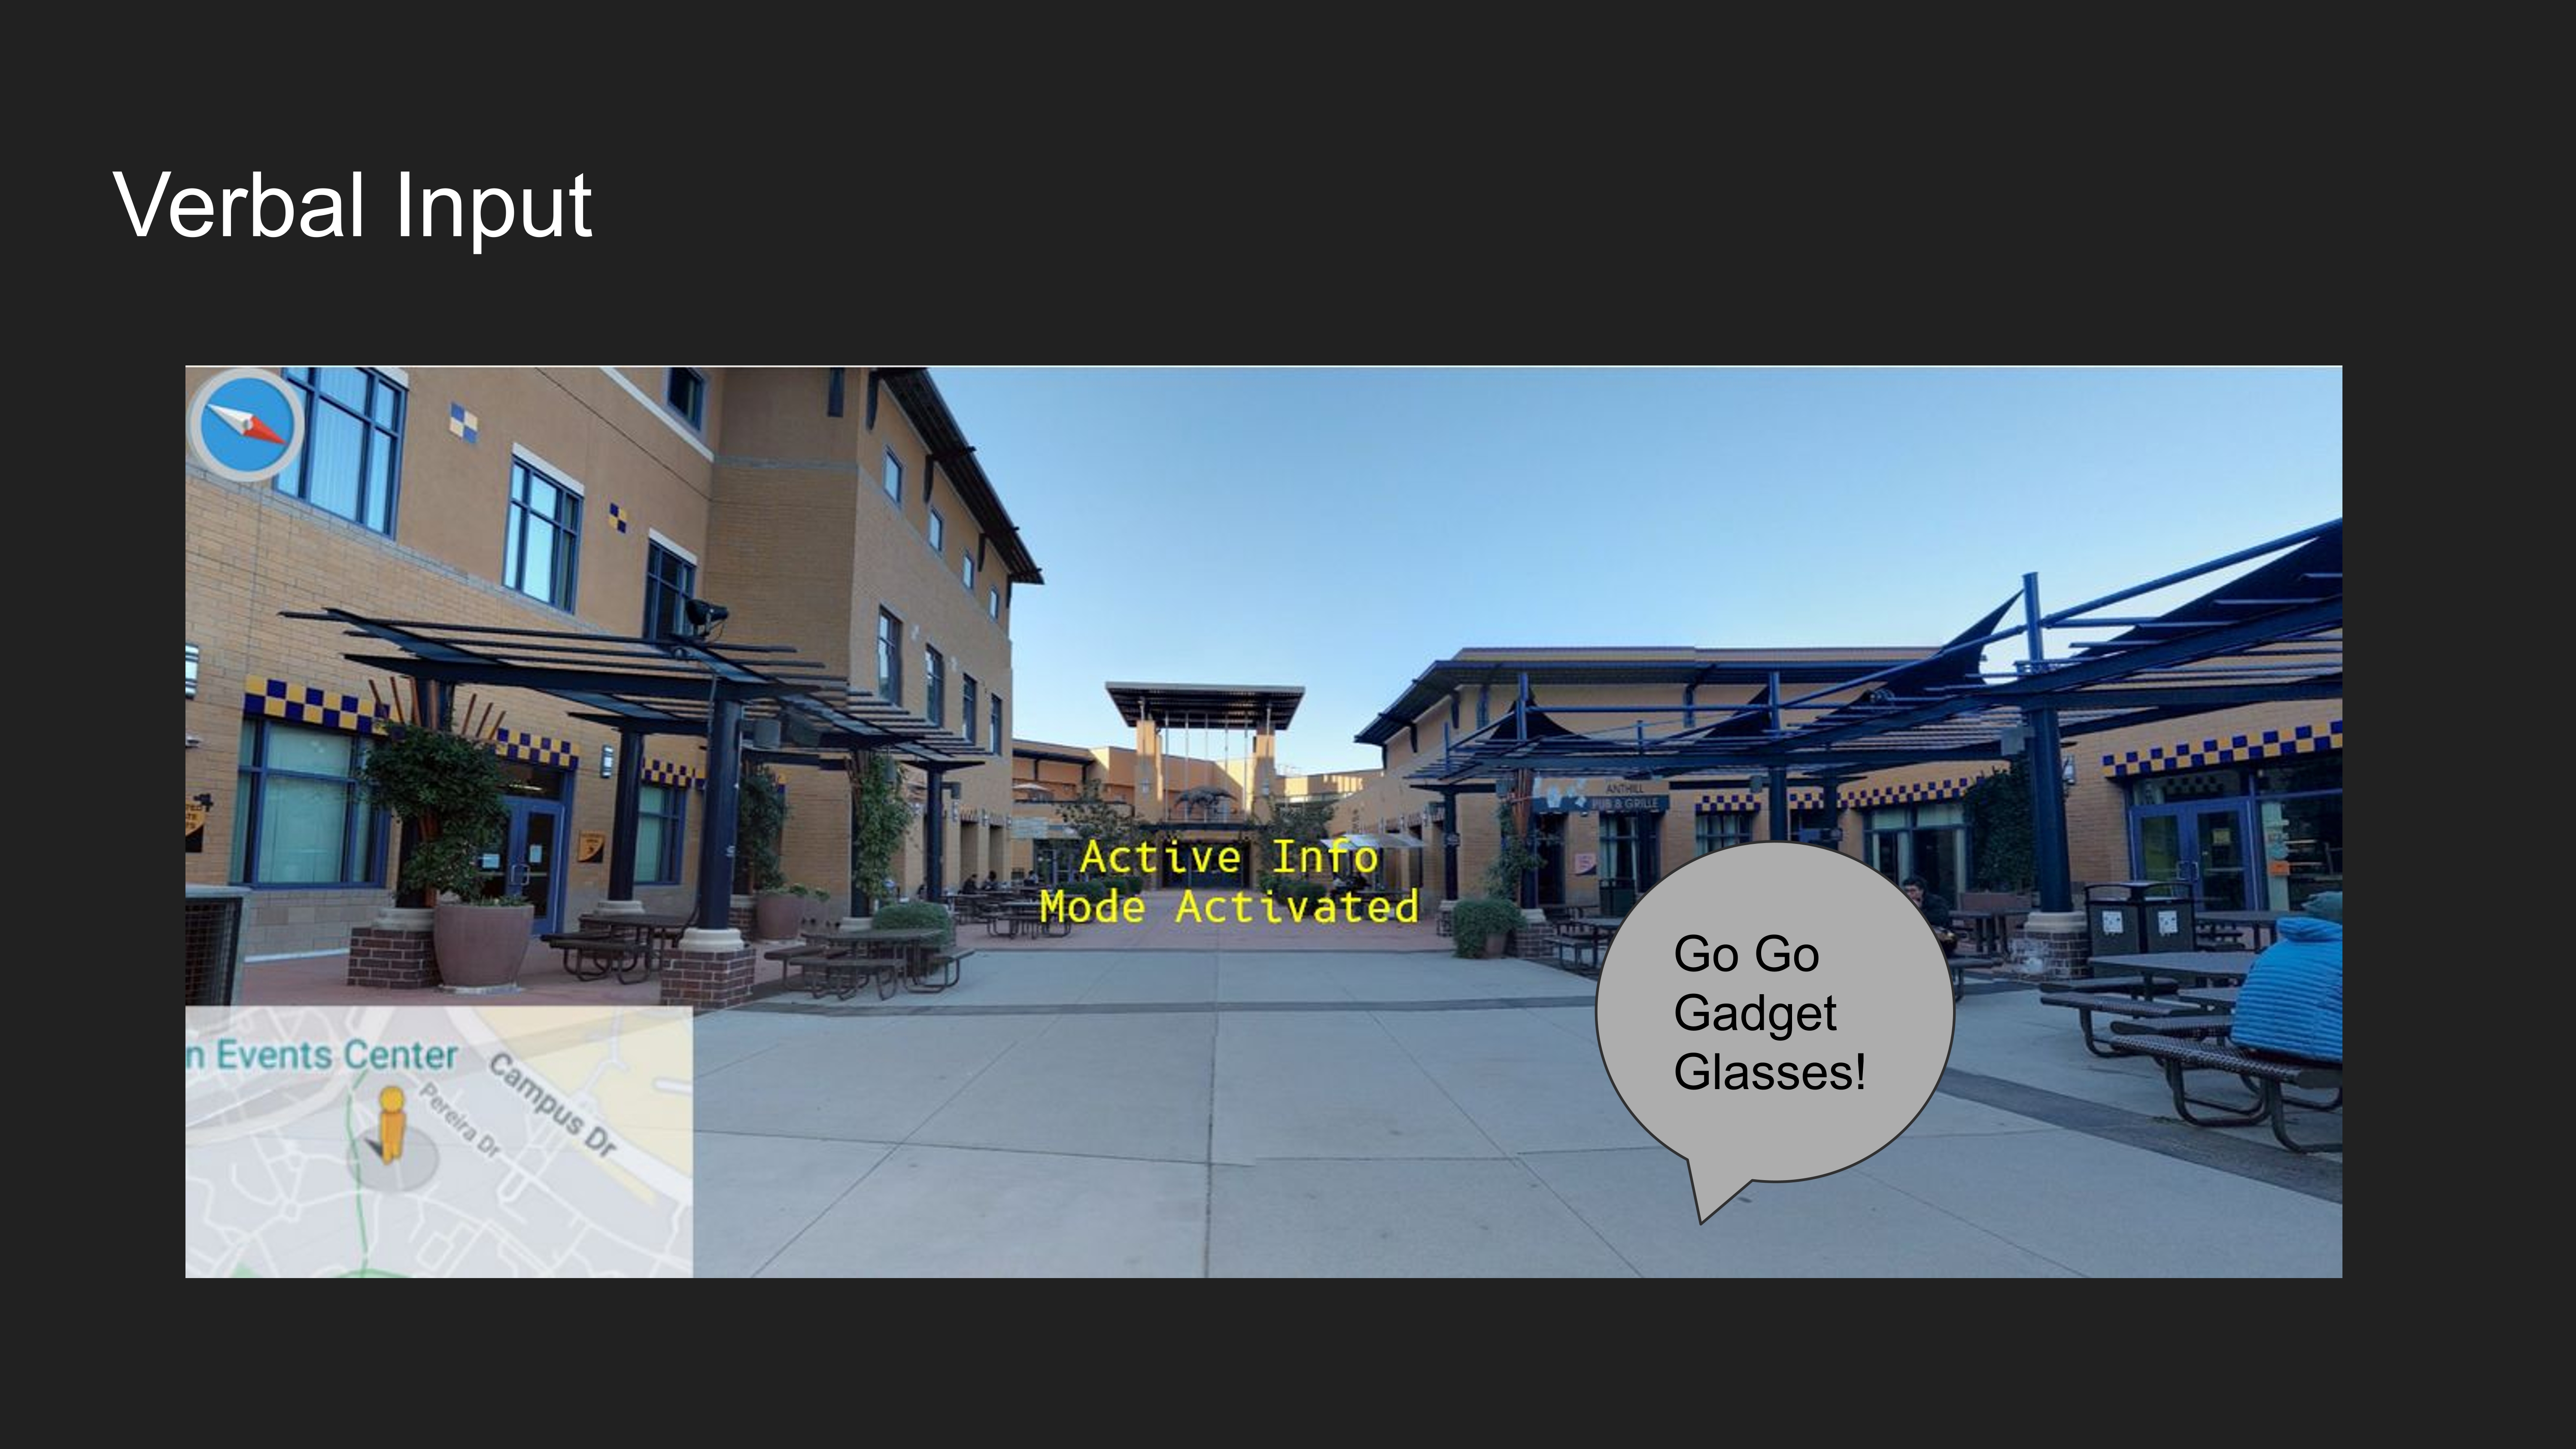 Verbal Input
ANTHILL
PUB & GRILLE
Active Info
Mode Activated
Go Go
Gadget
Glasses!
n Events Center
Campus Dr
Pereira Dr